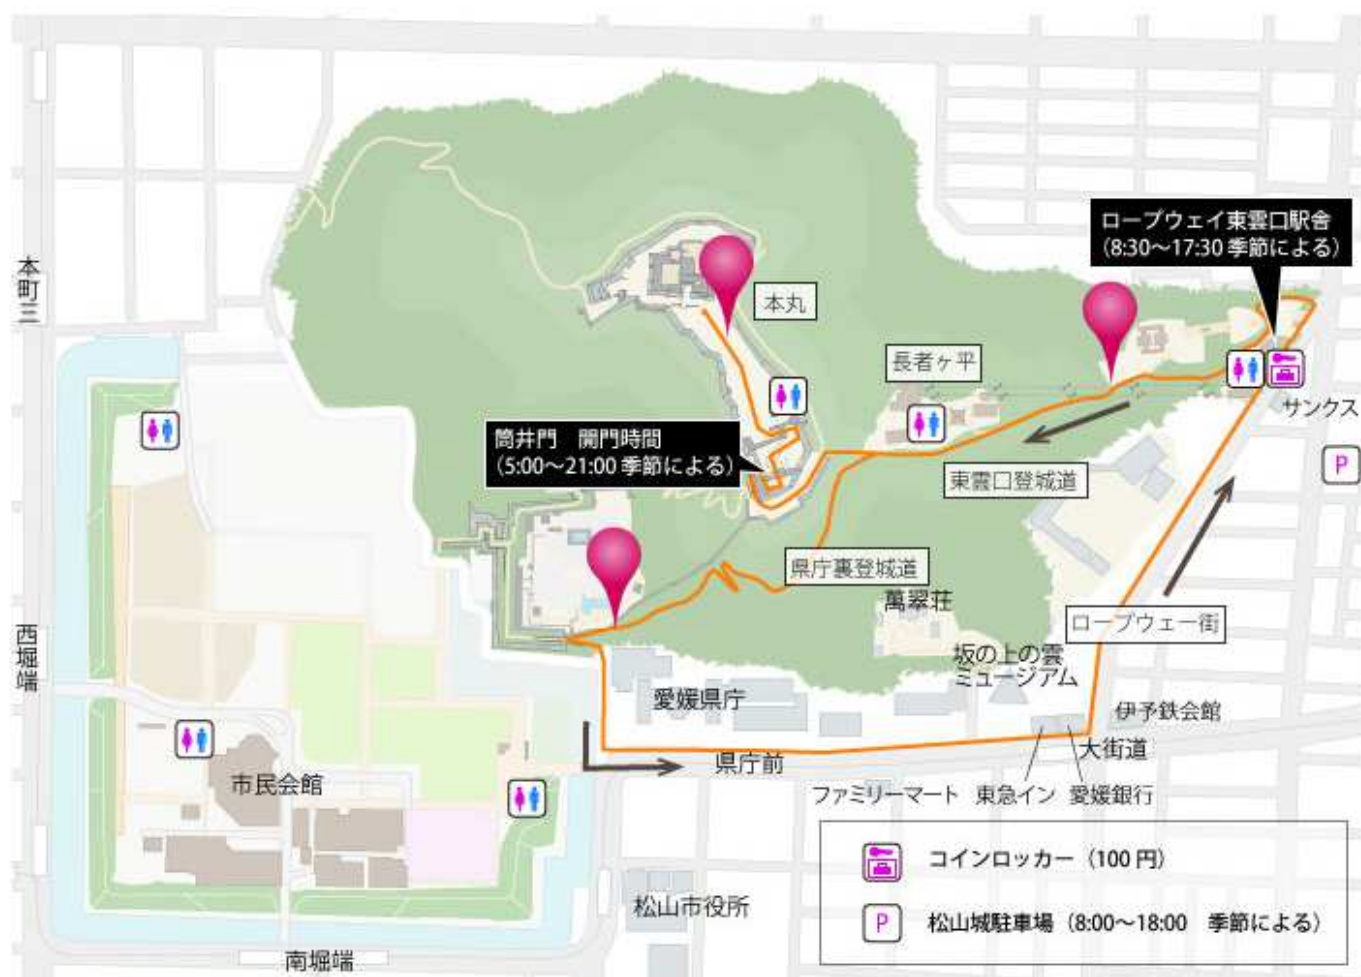 ロープウェイ東雲口駅舎
（8:30～17:30 季節による）
本町三
本丸
長者ヶ平
サンクス
筒井門　開門時間
（5:00～21:00 季節による）
P
東雲口登城道
県庁裏登城道
萬翠荘
ロープウェー街
西堀端
坂の上の雲
ミュージアム
愛媛県庁
伊予鉄会館
大街道
県庁前
市民会館
ファミリーマート
東急イン
愛媛銀行
コインロッカー（100 円）
松山市役所
P
松山城駐車場（8:00～18:00　季節による）
南堀端